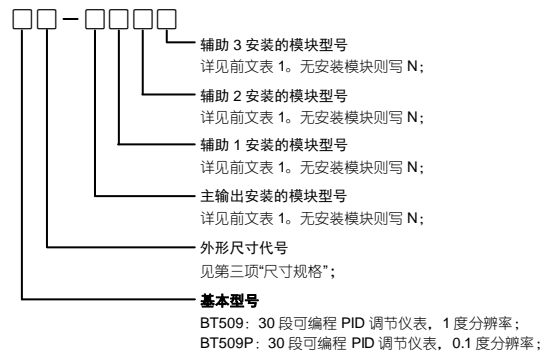 辅助 3 安装的模块型号
详见前文表 1。无安装模块则写 N；
辅助 2 安装的模块型号
详见前文表 1。无安装模块则写 N；
辅助 1 安装的模块型号
详见前文表 1。无安装模块则写 N；
主输出安装的模块型号
详见前文表 1。无安装模块则写 N；
外形尺寸代号
见第三项“尺寸规格”；
基本型号
BT509：30 段可编程 PID 调节仪表，1 度分辨率；
BT509P：30 段可编程 PID 调节仪表，0.1 度分辨率；